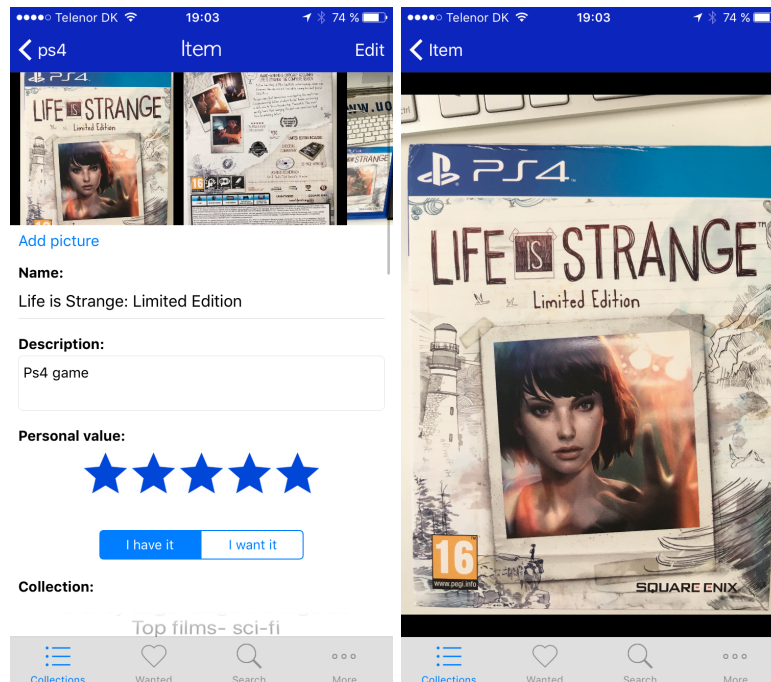 Telenor DK 19:03 74 %
ps4 Item Edit
PS4
LIFE IS STRANGE
Limited Edition
16
STRANGE
Add picture
Name:
Life is Strange: Limited Edition
Description:
Ps4 game
Personal value:
I have it I want it
Collection:
Top films- sci-fi
Collections Wanted Search More
Telenor DK 19:03 74 %
Item
ctrl
PS4™
LIFE IS STRANGE™
Limited Edition
16
www.pegi.info
SQUARE ENIX
Collections Wanted Search More